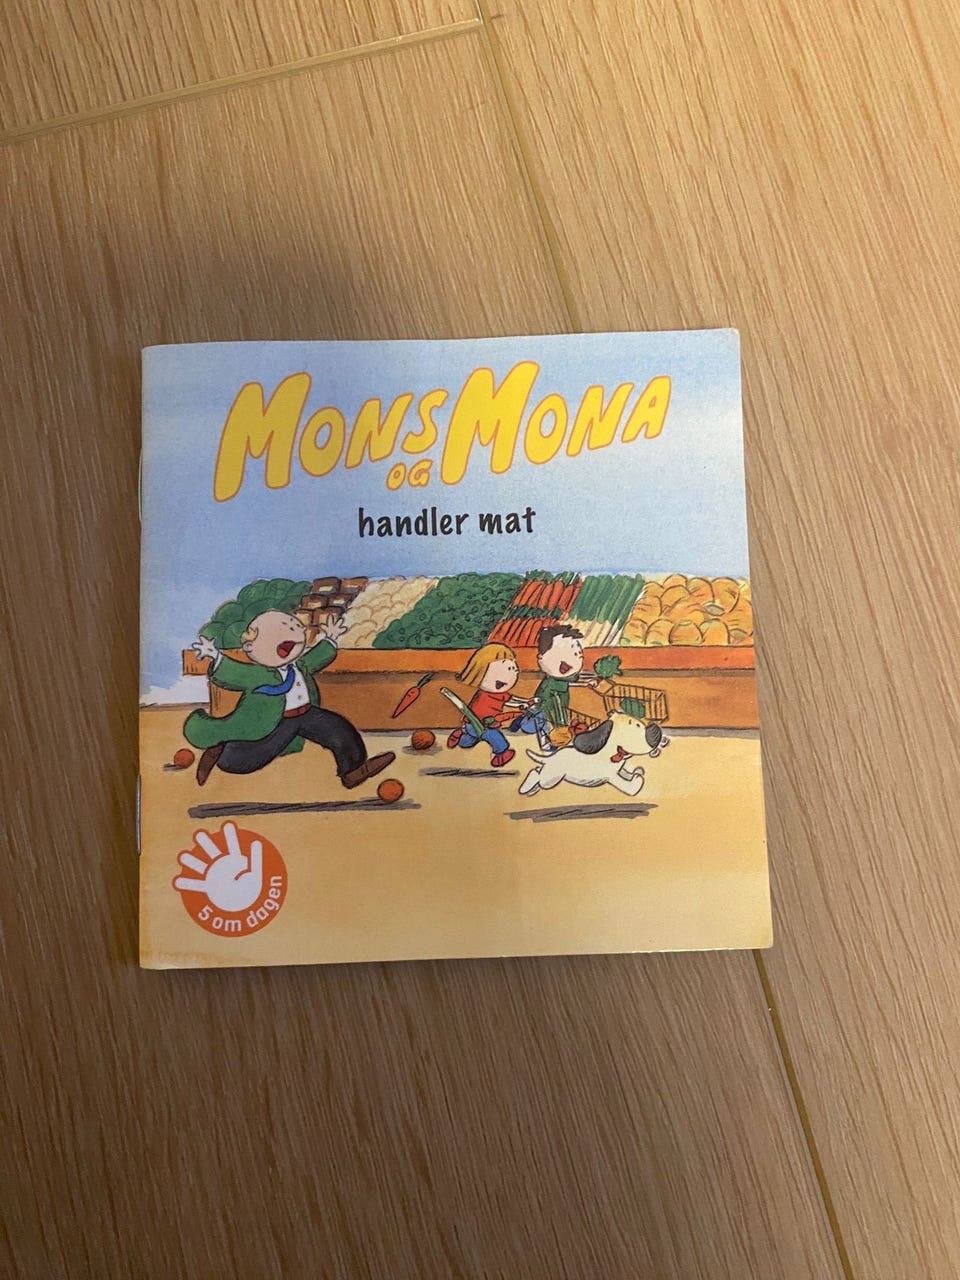 MONS OG MONA
handler mat
5 om dagen